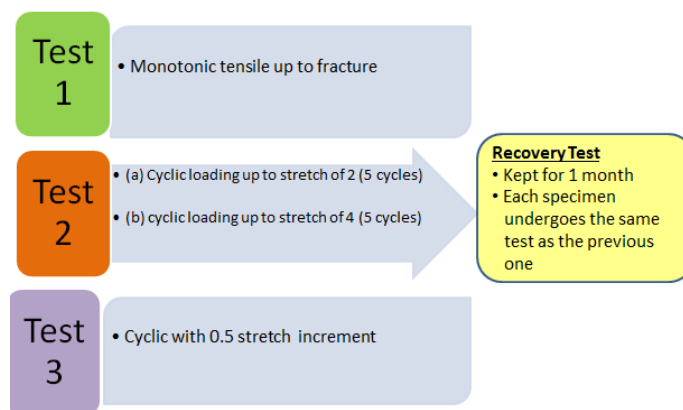 Test
1
• Monotonic tensile up to fracture
Test
2
• (a) Cyclic loading up to stretch of 2 (5 cycles)
• (b) cyclic loading up to stretch of 4 (5 cycles)
Recovery Test
• Kept for 1 month
• Each specimen
undergoes the same
test as the previous
one
Test
3
• Cyclic with 0.5 stretch increment